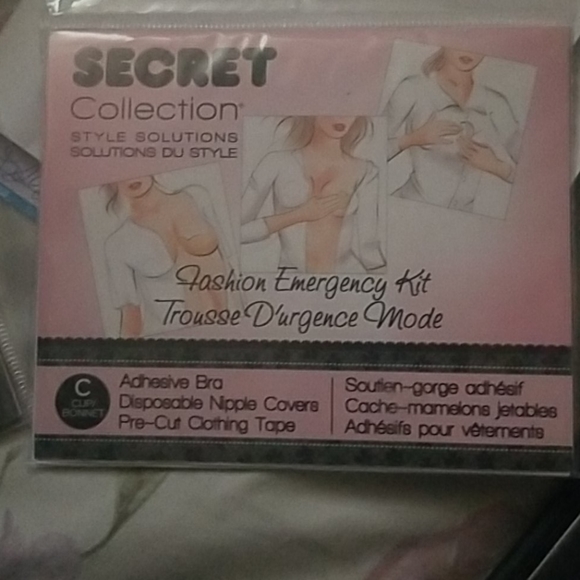 SECRET
Collection®
STYLE SOLUTIONS
SOLUTIONS DU STYLE
Fashion Emergency Kit
Trousse D'urgence Mode
C
CUP/
BONNET
Adhesive Bra
Disposable Nipple Covers
Pre-Cut Clothing Tape
Soutien-gorge adhésif
Cache-mamelons jetables
Adhésifs pour vêtements